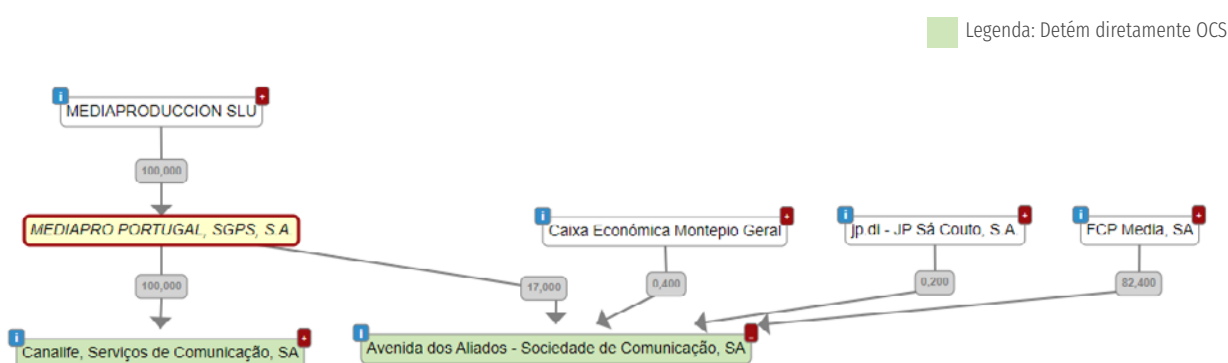 Legenda: Detém diretamente OCS
MEDIAPRODUCCION SLU
100,000
MEDIAPRO PORTUGAL, SGPS, S.A.
Caixa Económica Montepio Geral
jp.di - JP Sá Couto, S.A.
FCP Media, SA
100,000
17,000
0,400
0,200
82,400
Canalife, Serviços de Comunicação, SA
Avenida dos Aliados - Sociedade de Comunicação, SA